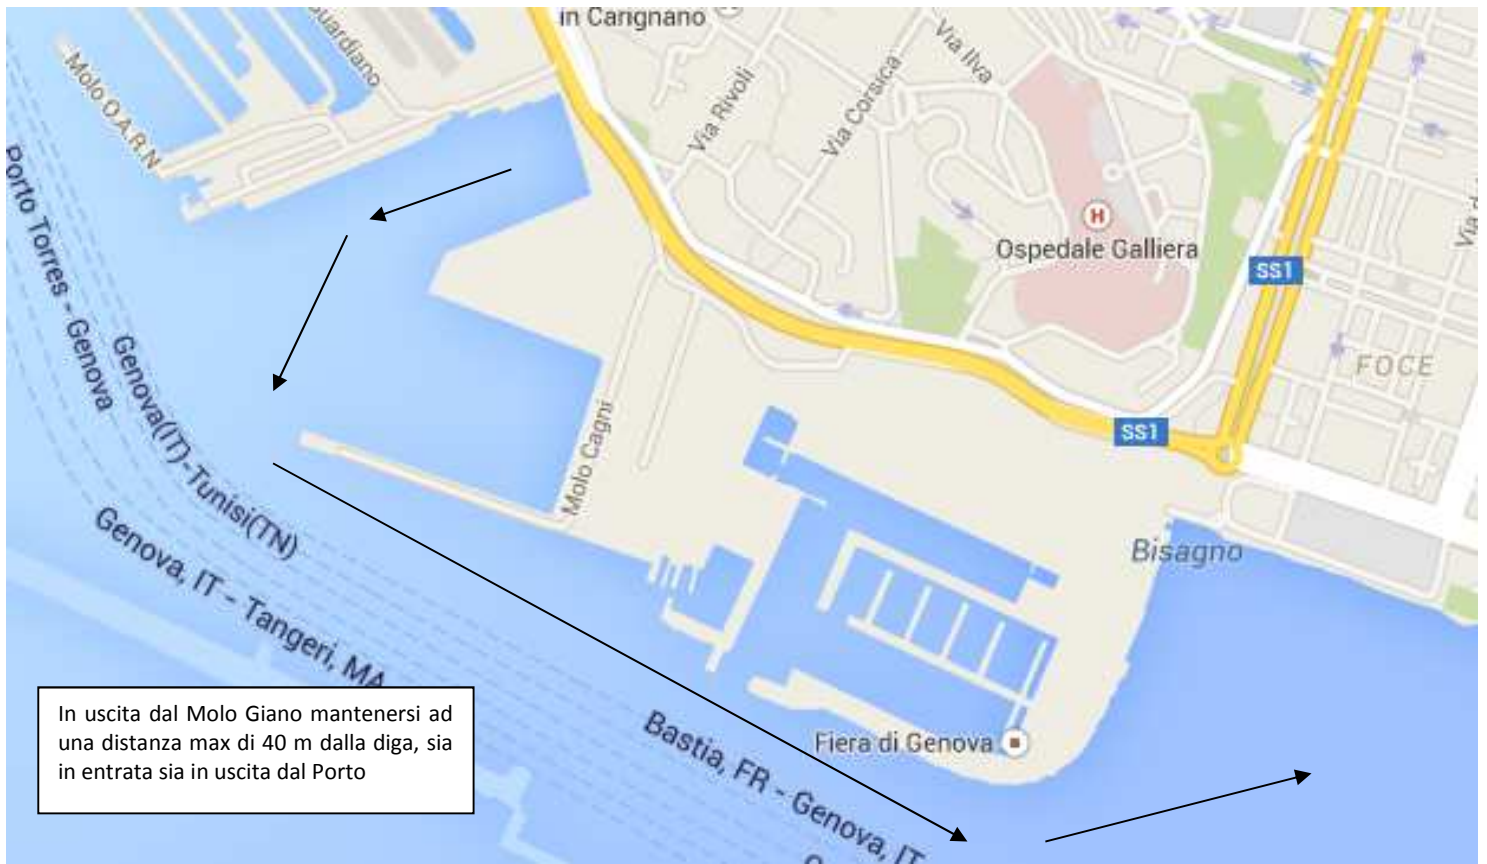 in Carignano
Guardiano
Molo O.A.R.N
Via Rivoli
Via Corsica
Via Ilva
H
Ospedale Galliera
SS1
Via d
FOCE
Porto Torres - Genova
Genova(IT)-Tunisi(TN)
Molo Cagni
SS1
Bisagno
Genova, IT - Tangeri, MA
Bastia, FR - Genova, IT
Fiera di Genova
In uscita dal Molo Giano mantenersi ad
una distanza max di 40 m dalla diga, sia
in entrata sia in uscita dal Porto